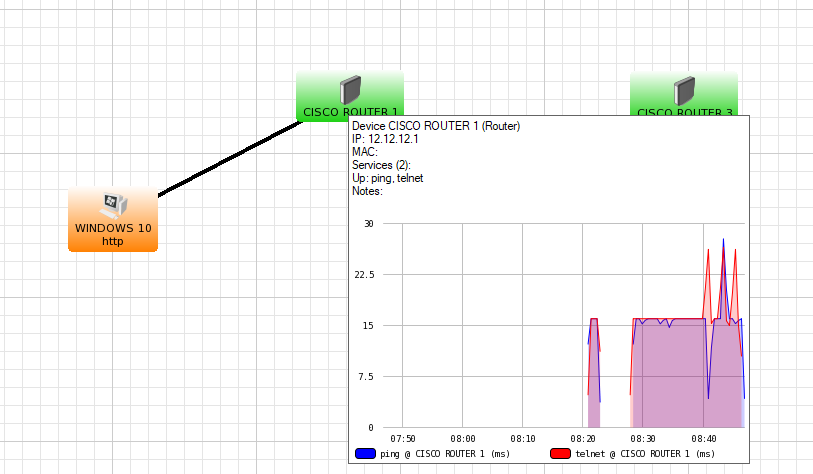 CISCO ROUTER 1
CISCO ROUTER 3
WINDOWS 10
http
Device CISCO ROUTER 1 (Router)
IP: 12.12.12.1
MAC:
Services (2):
Up: ping, telnet
Notes:
30
22.5
15
7.5
0
07:50 08:00 08:10 08:20 08:30 08:40
ping @ CISCO ROUTER 1 (ms) telnet @ CISCO ROUTER 1 (ms)